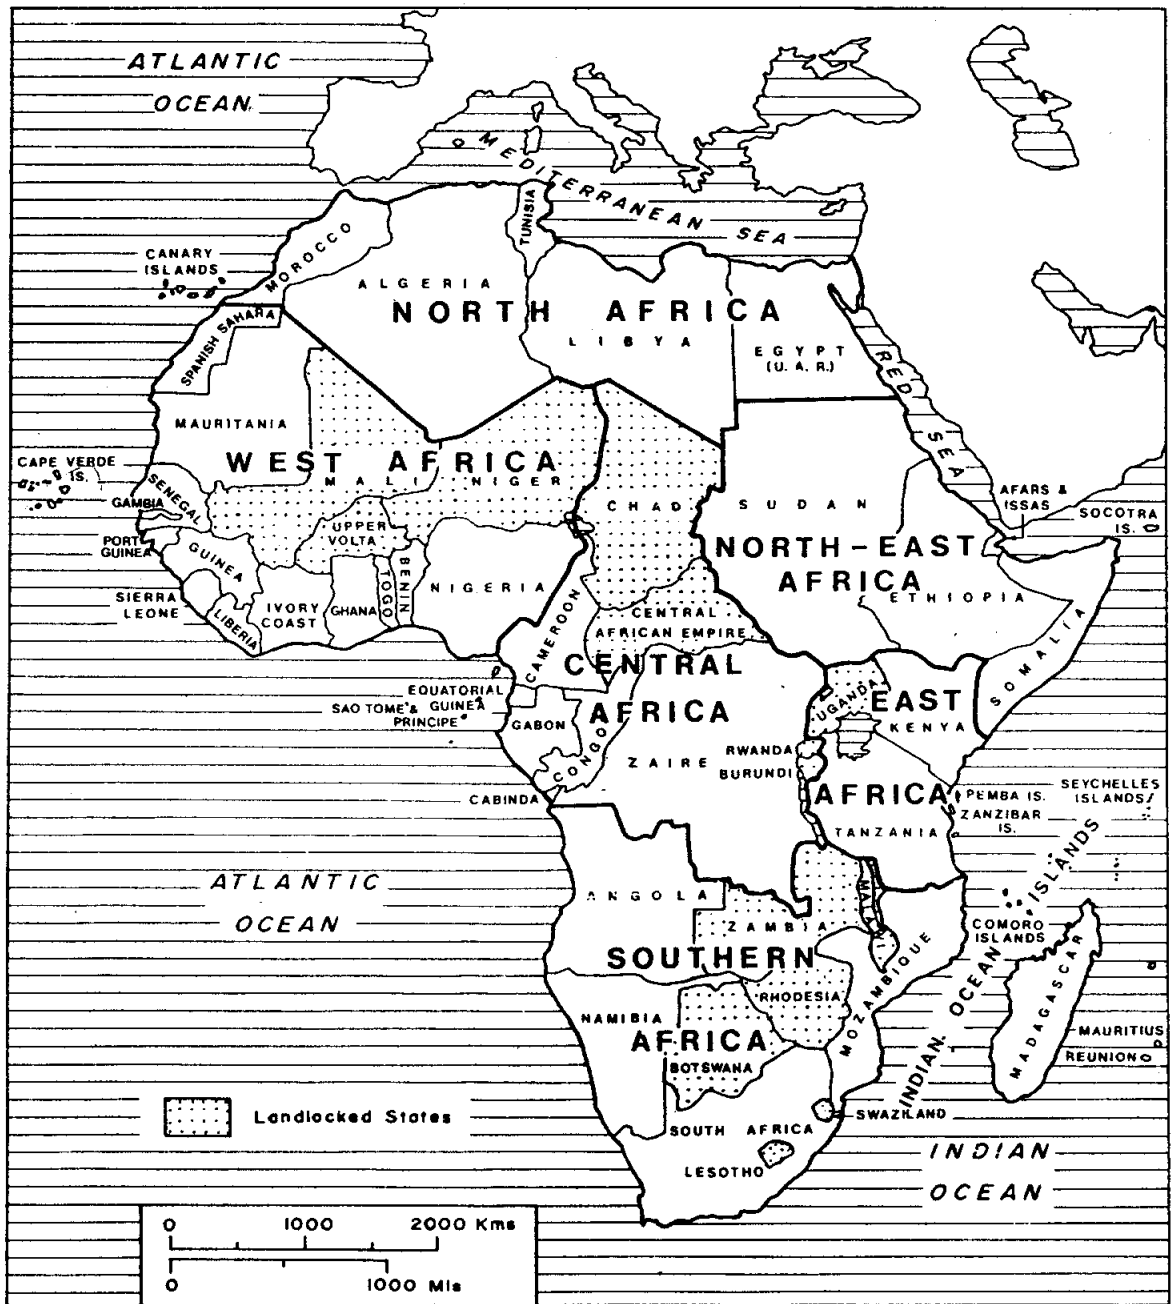 ATLANTIC
OCEAN
MEDITERRANEAN SEA
CANARY
ISLANDS
MOROCCO
TUNISIA
ALGERIA
NORTH AFRICA
LIBYA
EGYPT
(U.A.R.)
SPANISH SAHARA
RED SEA
MAURITANIA
WEST AFRICA
MALI
NIGER
CAPE VERDE
IS.
SENEGAL
GAMBIA
CHAD
SUDAN
AFARS &
ISSAS
SOCOTRA
IS.
UPPER
VOLTA
PORT
GUINEA
GUINEA
NORTH-EAST
AFRICA
ETHIOPIA
SIERRA
LEONE
LIBERIA
IVORY
COAST
GHANA
TOGO
BENIN
NIGERIA
CAMEROON
CENTRAL
AFRICAN EMPIRE
SOMALIA
CENTRAL
AFRICA
EQUATORIAL
GUINEA
SAO TOME &
PRINCIPE
GABON
CONGO
ZAIRE
UGANDA
EAST
KENYA
RWANDA
BURUNDI
CABINDA
AFRICA
TANZANIA
PEMBA IS.
ZANZIBAR
IS.
SEYCHELLES
ISLANDS
ATLANTIC
OCEAN
ANGOLA
ZAMBIA
MALAWI
INDIAN OCEAN ISLANDS
COMORO
ISLANDS
SOUTHERN
AFRICA
RHODESIA
MOZAMBIQUE
MADAGASCAR
NAMIBIA
BOTSWANA
MAURITIUS
REUNION
Landlocked States
SOUTH AFRICA
SWAZILAND
LESOTHO
INDIAN
OCEAN
0 1000 2000 Kms
0 1000 Mls